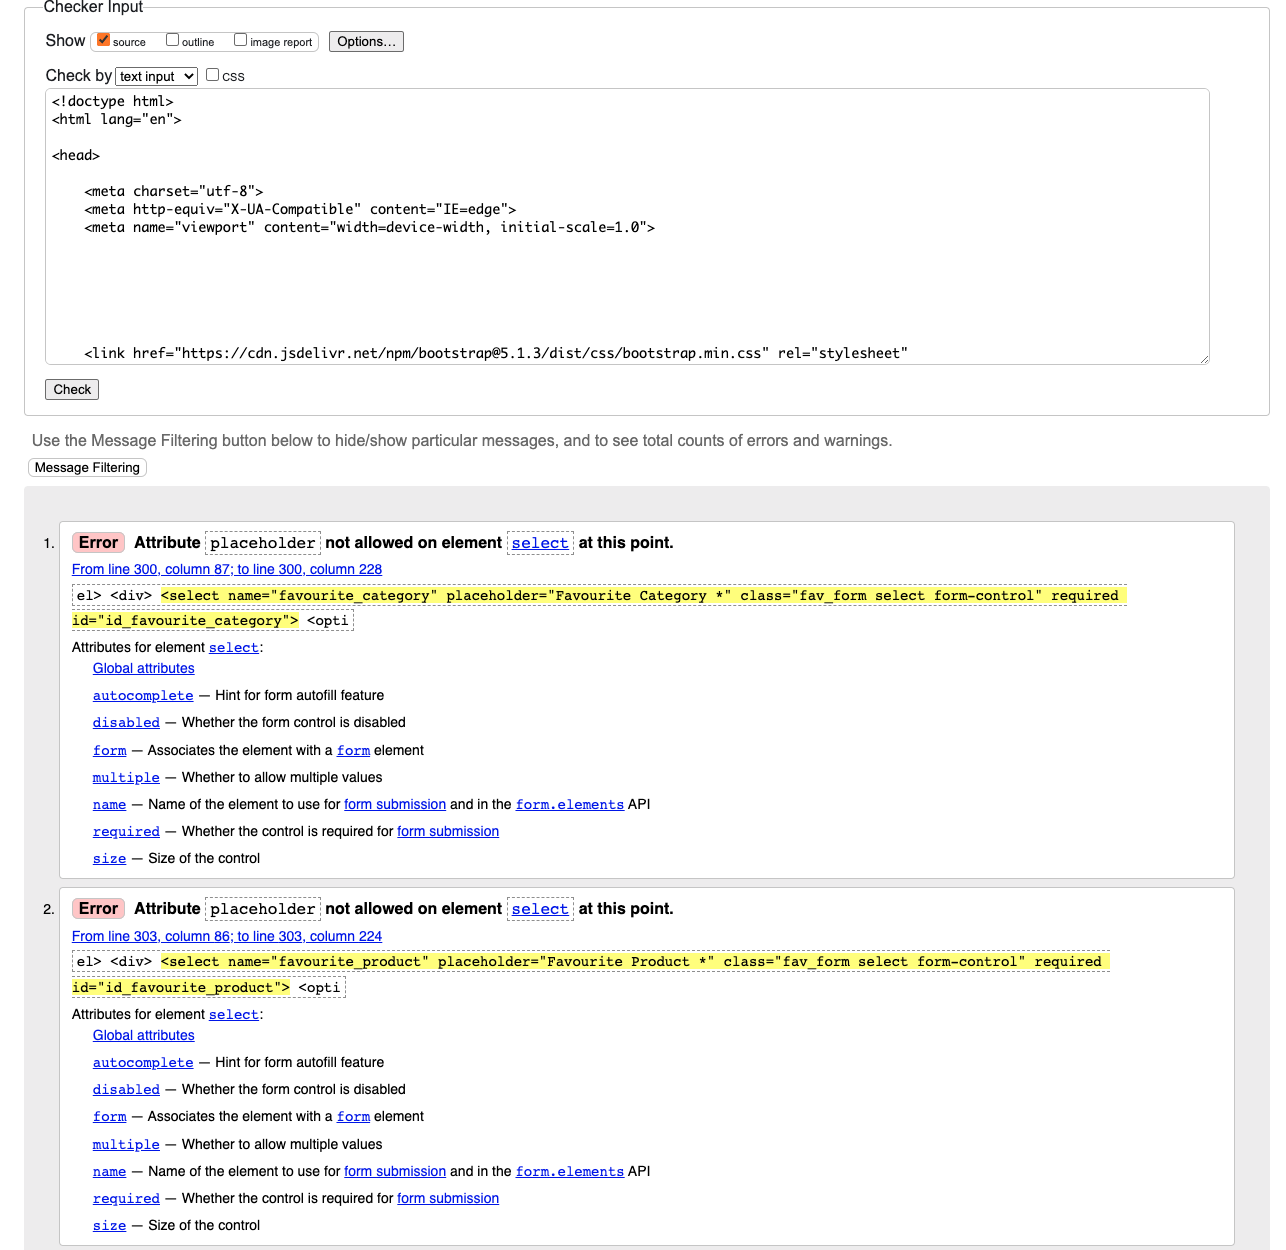 Checker Input
Show source outline image report Options...
Check by text input css
<!doctype html>
<html lang="en">
<head>
<meta charset="utf-8">
<meta http-equiv="X-UA-Compatible" content="IE=edge">
<meta name="viewport" content="width=device-width, initial-scale=1.0">
<link href="https://cdn.jsdelivr.net/npm/bootstrap@5.1.3/dist/css/bootstrap.min.css" rel="stylesheet"
Check
Use the Message Filtering button below to hide/show particular messages, and to see total counts of errors and warnings.
Message Filtering
1. Error Attribute placeholder not allowed on element select at this point.
From line 300, column 87; to line 300, column 228
el> <div> <select name="favourite_category" placeholder="Favourite Category *" class="fav_form select form-control" required
id="id_favourite_category"> <opti
Attributes for element select:
Global attributes
autocomplete — Hint for form autofill feature
disabled — Whether the form control is disabled
form — Associates the element with a form element
multiple — Whether to allow multiple values
name — Name of the element to use for form submission and in the form.elements API
required — Whether the control is required for form submission
size — Size of the control
2. Error Attribute placeholder not allowed on element select at this point.
From line 303, column 86; to line 303, column 224
el> <div> <select name="favourite_product" placeholder="Favourite Product *" class="fav_form select form-control" required
id="id_favourite_product"> <opti
Attributes for element select:
Global attributes
autocomplete — Hint for form autofill feature
disabled — Whether the form control is disabled
form — Associates the element with a form element
multiple — Whether to allow multiple values
name — Name of the element to use for form submission and in the form.elements API
required — Whether the control is required for form submission
size — Size of the control